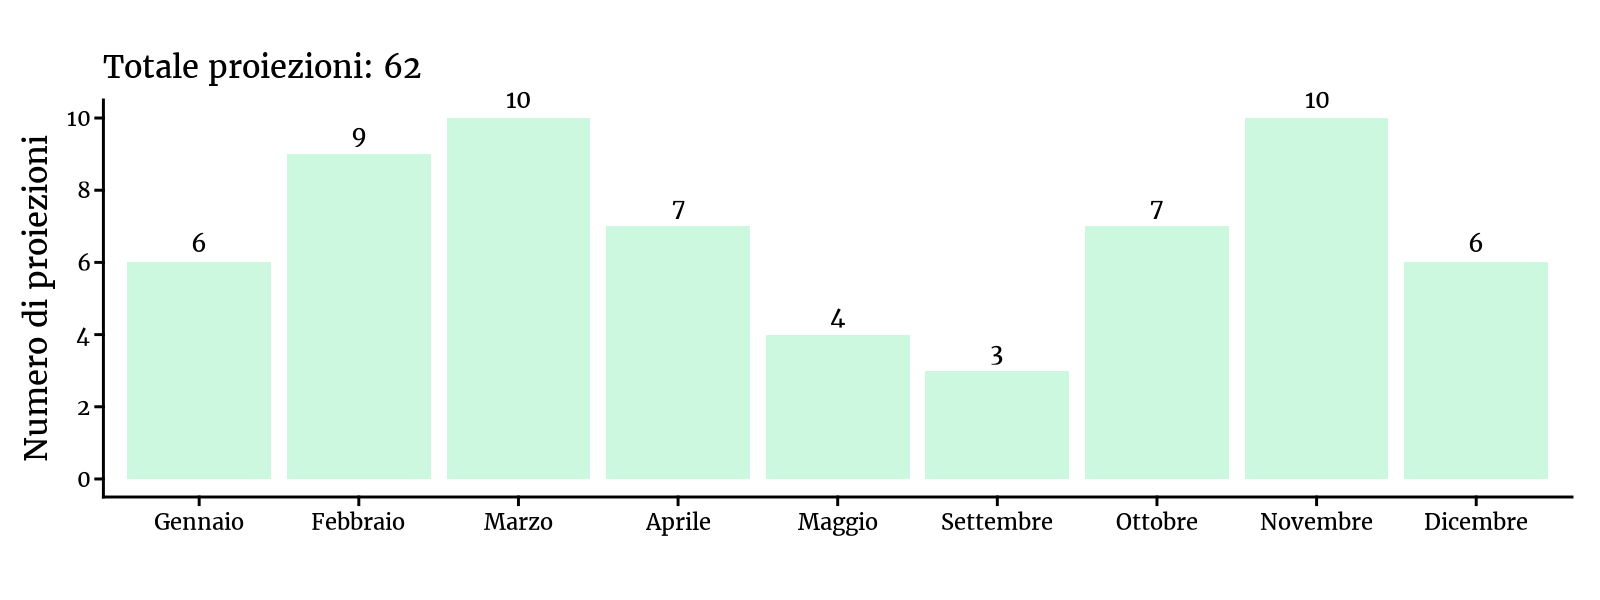 Totale proiezioni: 62
Numero di proiezioni
10
8
6
4
2
0
6
9
10
7
4
3
7
10
6
Gennaio
Febbraio
Marzo
Aprile
Maggio
Settembre
Ottobre
Novembre
Dicembre